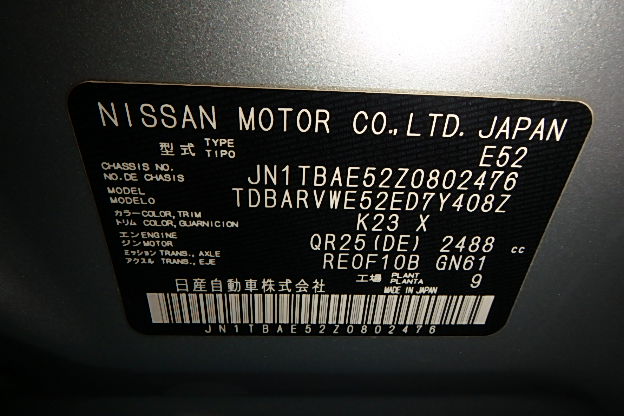 NISSAN MOTOR CO., LTD. JAPAN
型式 TYPE TIPO E52
CHASSIS NO. NO. DE CHASIS JN1TBAE52Z0802476
MODEL MODELO TDBARVWE52ED7Y408Z
カラー COLOR, TRIM トリム COLOR, GUARNICION K23 X
エンジン ENGINE MOTOR QR25 (DE) 2488 cc
ミッション TRANS., AXLE アクスル TRANS., EJE RE0F10B GN61
日産自動車株式会社 工場 PLANT PLANTA 9
MADE IN JAPAN
JN1TBAE52Z0802476